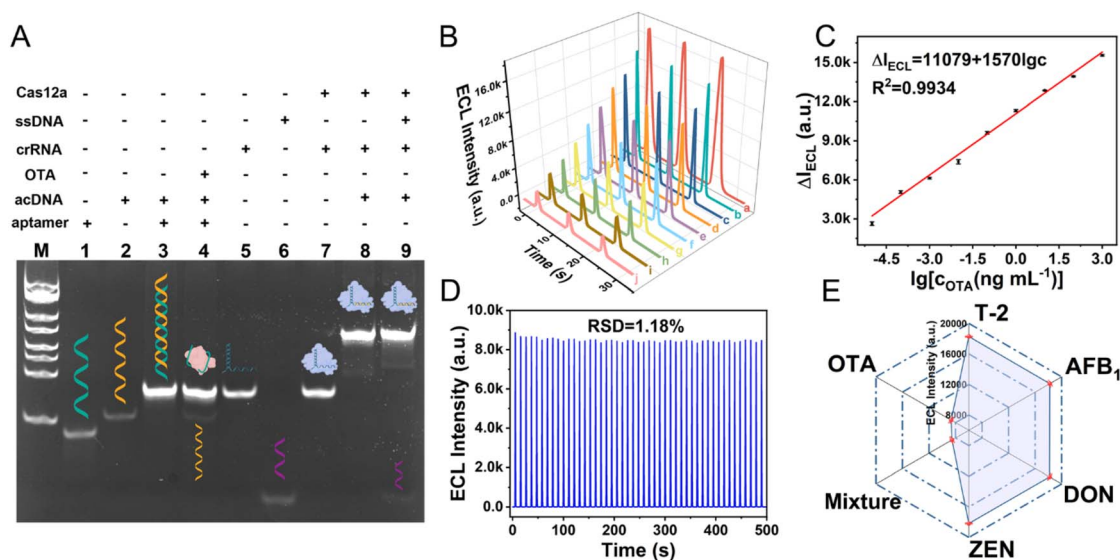 A
Cas12a - - - - - - + + +
ssDNA - - - - - + - - +
crRNA - - - - + - + + +
OTA - - - + - - - - -
acDNA - + + + - - - + +
aptamer + - + + - - - - -
M 1 2 3 4 5 6 7 8 9
B
ECL Intensity (a.u.)
16.0k
12.0k
8.0k
4.0k
0.0
0
10
20
30
Time (s)
a
b
c
d
e
f
g
h
i
j
C
ΔI_ECL=11079+1570lgc
R²=0.9934
ΔI_ECL (a.u.)
15.0k
12.0k
9.0k
6.0k
3.0k
-4.5 -3.0 -1.5 0.0 1.5 3.0
lg[c_OTA(ng mL⁻¹)]
D
RSD=1.18%
ECL Intensity (a.u.)
10.0k
8.0k
6.0k
4.0k
2.0k
0.0
0 100 200 300 400 500
Time (s)
E
T-2
AFB₁
DON
ZEN
Mixture
OTA
ECL Intensity (a.u.)
20000
16000
12000
8000